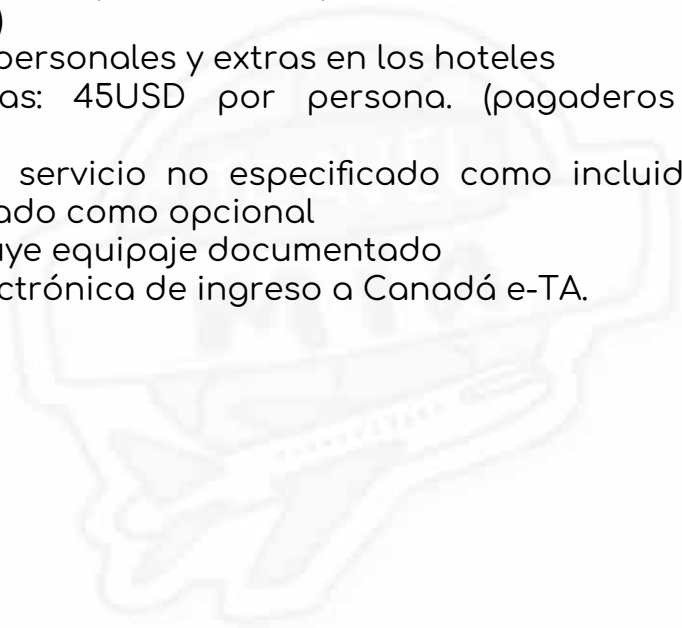 )
personales y extras en los hoteles
as: 45USD por persona. (pagaderos
servicio no especificado como incluid
ado como opcional
uye equipaje documentado
ctrónica de ingreso a Canadá e-TA.